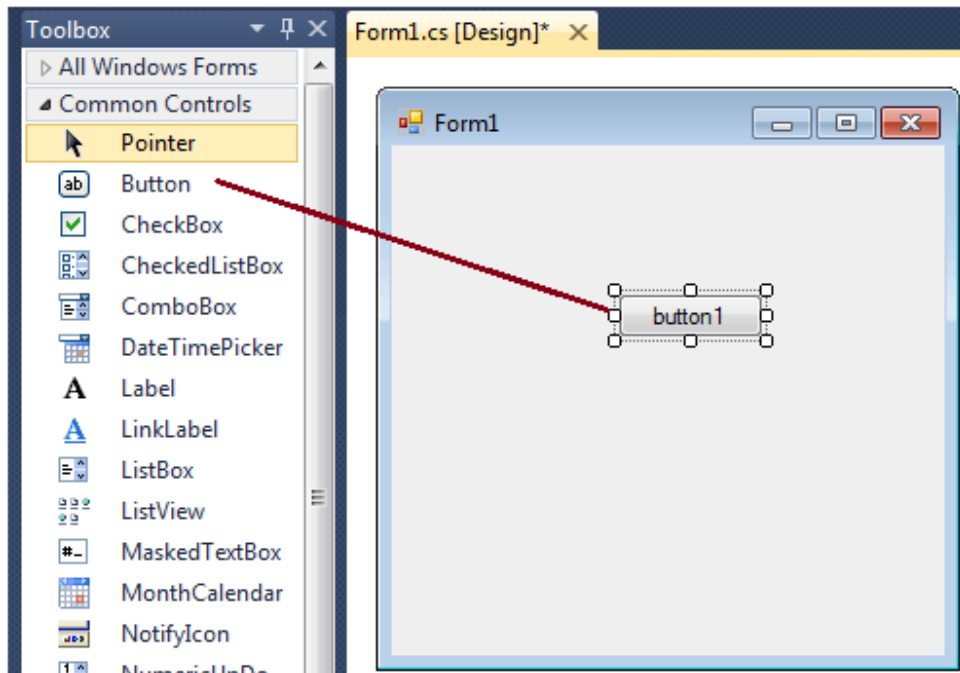 Toolbox
All Windows Forms
Common Controls
Pointer
ab Button
CheckBox
CheckedListBox
ComboBox
DateTimePicker
A Label
A LinkLabel
ListBox
ListView
#_ MaskedTextBox
MonthCalendar
NotifyIcon
Form1.cs [Design]*
Form1
button1